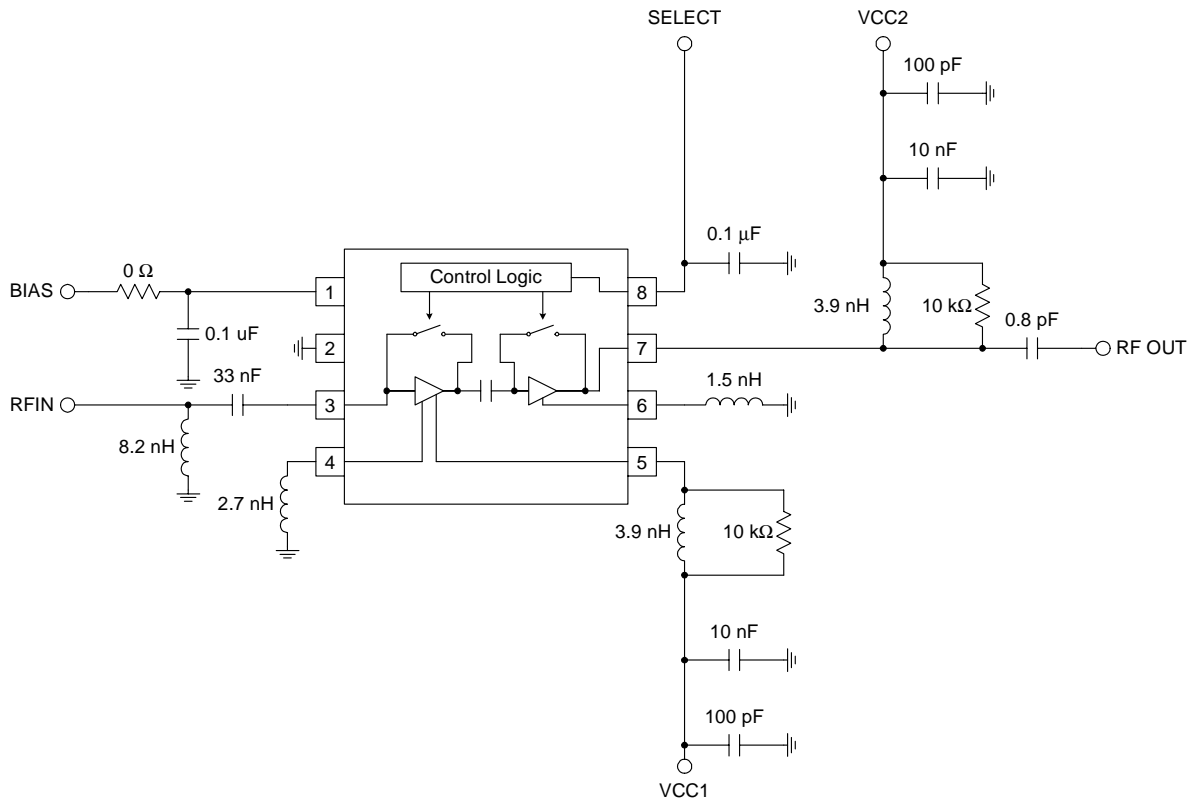 SELECT
VCC2
100 pF
10 nF
0.1 μF
0 Ω
Control Logic
BIAS
1
8
3.9 nH
10 kΩ
0.1 uF
0.8 pF
2
7
RF OUT
33 nF
1.5 nH
RFIN
3
6
8.2 nH
4
5
2.7 nH
3.9 nH
10 kΩ
10 nF
100 pF
VCC1